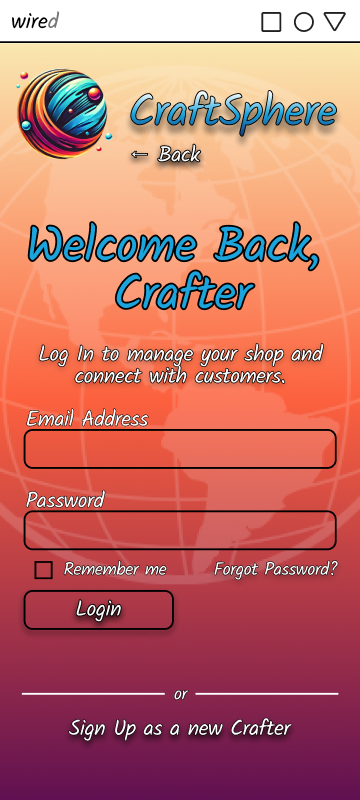 wired
CraftSphere
← Back
Welcome Back,
Crafter
Log In to manage your shop and
connect with customers.
Email Address
Password
Remember me
Forgot Password?
Login
or
Sign Up as a new Crafter